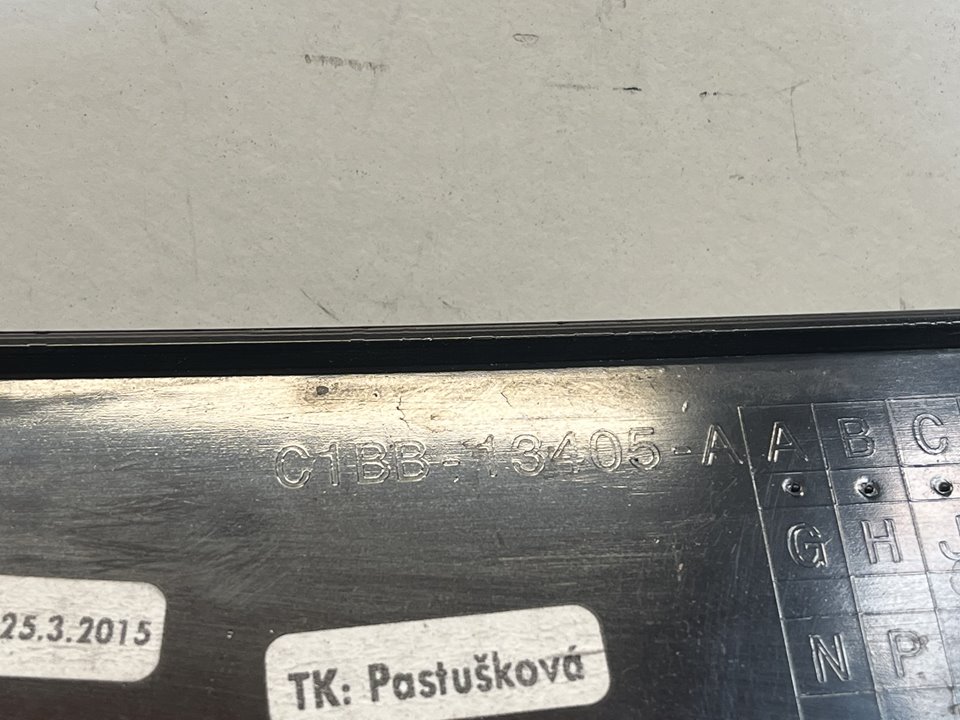 C1BB-13405-A A B C
G H J
N P
25.3.2015
TK: Pastušková